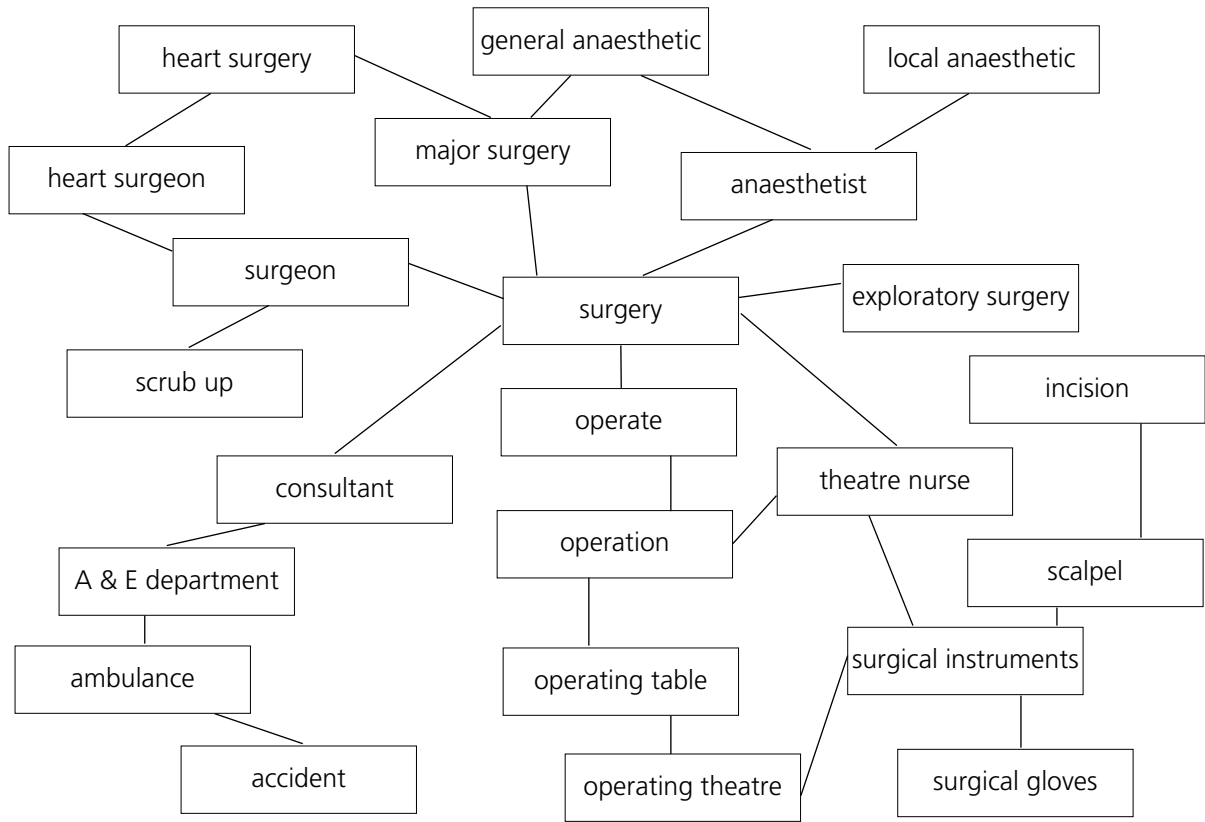 general anaesthetic
heart surgery
local anaesthetic
major surgery
heart surgeon
anaesthetist
surgeon
surgery
exploratory surgery
scrub up
incision
operate
consultant
theatre nurse
operation
scalpel
A & E department
surgical instruments
ambulance
operating table
accident
operating theatre
surgical gloves